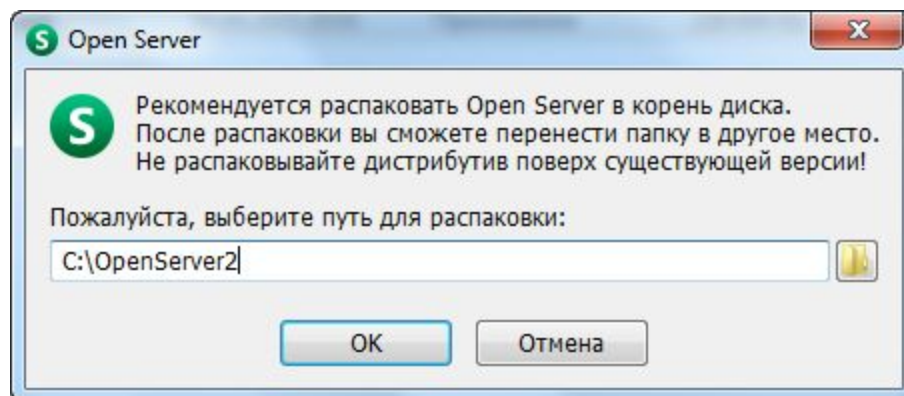 Open Server
Рекомендуется распаковать Open Server в корень диска.
После распаковки вы сможете перенести папку в другое место.
Не распаковывайте дистрибутив поверх существующей версии!
Пожалуйста, выберите путь для распаковки:
C:\OpenServer2
OK
Отмена